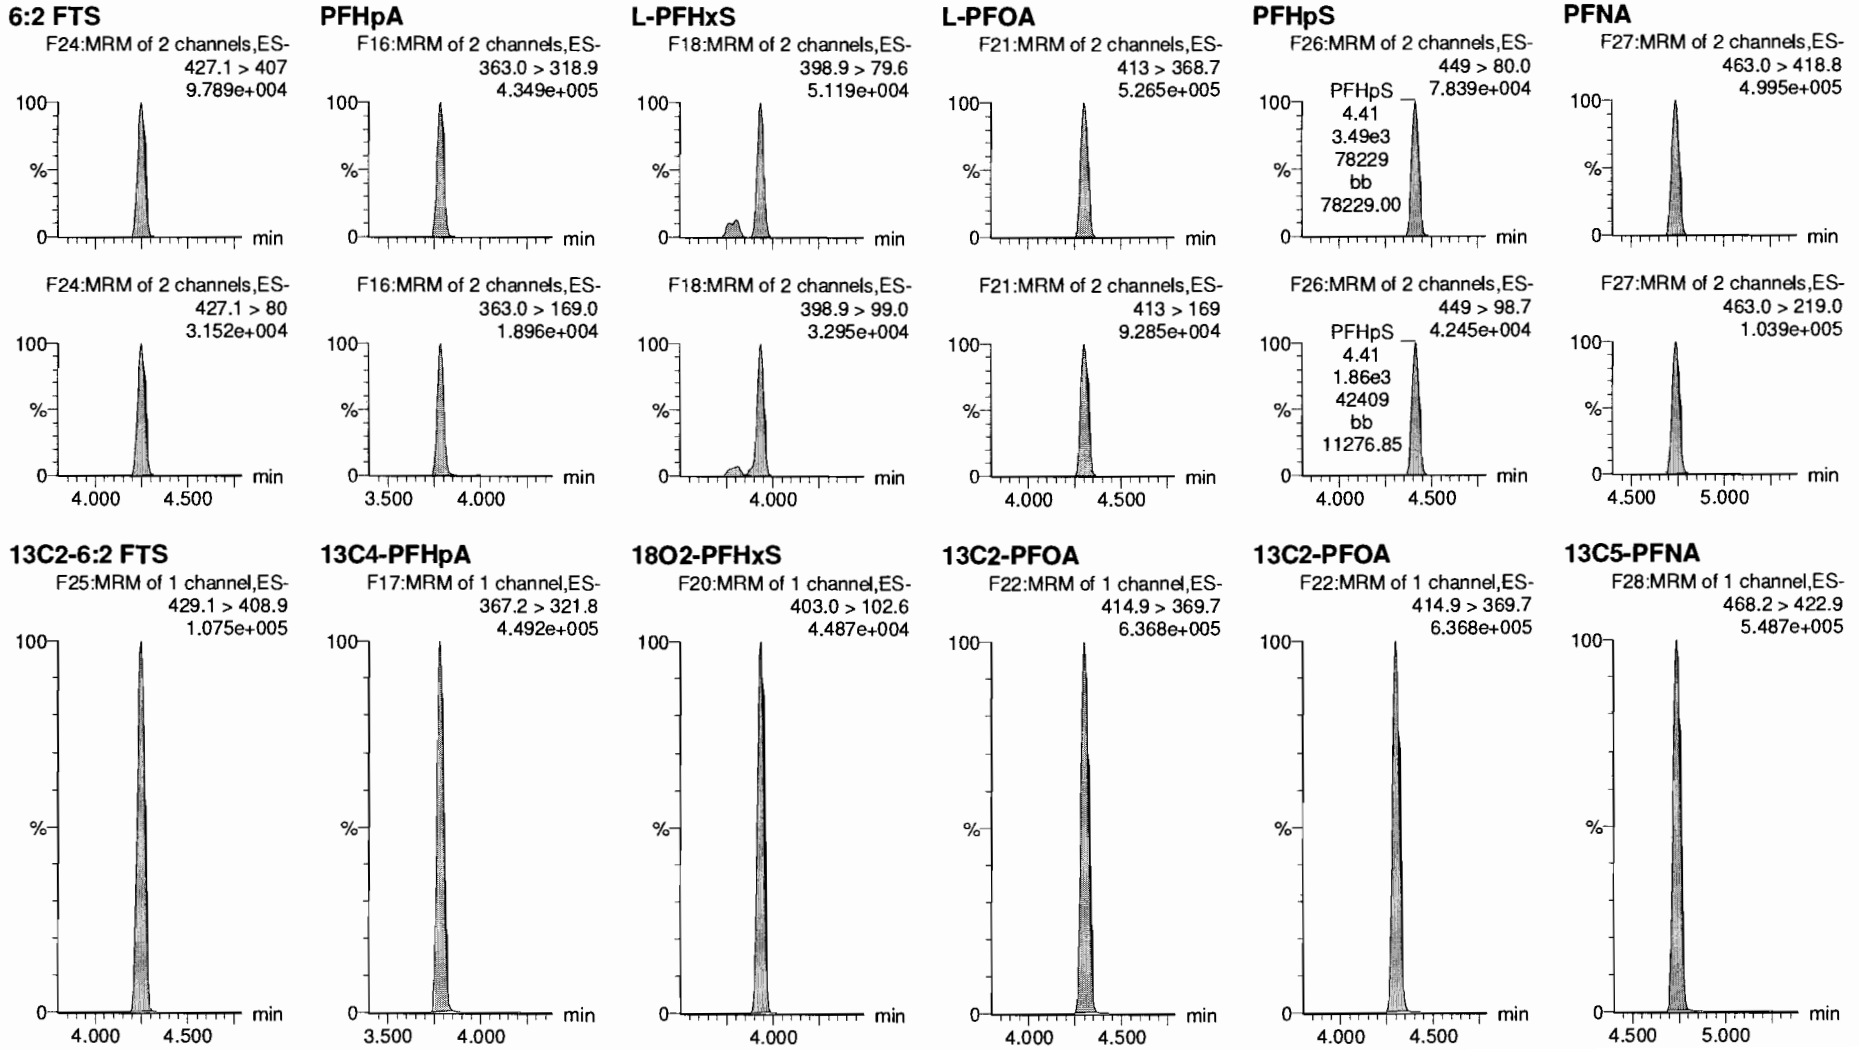 6:2 FTS
F24:MRM of 2 channels,ES-
427.1 > 407
9.789e+004
100
%
0
min
F24:MRM of 2 channels,ES-
427.1 > 80
3.152e+004
100
%
0
min
4.000 4.500
PFHpA
F16:MRM of 2 channels,ES-
363.0 > 318.9
4.349e+005
100
%
0
min
F16:MRM of 2 channels,ES-
363.0 > 169.0
1.896e+004
100
%
0
min
3.500 4.000
L-PFHxS
F18:MRM of 2 channels,ES-
398.9 > 79.6
5.119e+004
100
%
0
min
F18:MRM of 2 channels,ES-
398.9 > 99.0
3.295e+004
100
%
0
min
4.000
L-PFOA
F21:MRM of 2 channels,ES-
413 > 368.7
5.265e+005
100
%
0
min
F21:MRM of 2 channels,ES-
413 > 169
9.285e+004
100
%
0
min
4.000 4.500
PFHpS
F26:MRM of 2 channels,ES-
449 > 80.0
7.839e+004
PFHpS
4.41
3.49e3
78229
bb
78229.00
100
%
0
min
F26:MRM of 2 channels,ES-
449 > 98.7
4.245e+004
PFHpS
4.41
1.86e3
42409
bb
11276.85
100
%
0
min
4.000 4.500
PFNA
F27:MRM of 2 channels,ES-
463.0 > 418.8
4.995e+005
100
%
0
min
F27:MRM of 2 channels,ES-
463.0 > 219.0
1.039e+005
100
%
0
min
4.500 5.000
13C2-6:2 FTS
F25:MRM of 1 channel,ES-
429.1 > 408.9
1.075e+005
100
%
0
min
4.000 4.500
13C4-PFHpA
F17:MRM of 1 channel,ES-
367.2 > 321.8
4.492e+005
100
%
0
min
3.500 4.000
18O2-PFHxS
F20:MRM of 1 channel,ES-
403.0 > 102.6
4.487e+004
100
%
0
min
4.000
13C2-PFOA
F22:MRM of 1 channel,ES-
414.9 > 369.7
6.368e+005
100
%
0
min
4.000 4.500
13C2-PFOA
F22:MRM of 1 channel,ES-
414.9 > 369.7
6.368e+005
100
%
0
min
4.000 4.500
13C5-PFNA
F28:MRM of 1 channel,ES-
468.2 > 422.9
5.487e+005
100
%
0
min
4.500 5.000